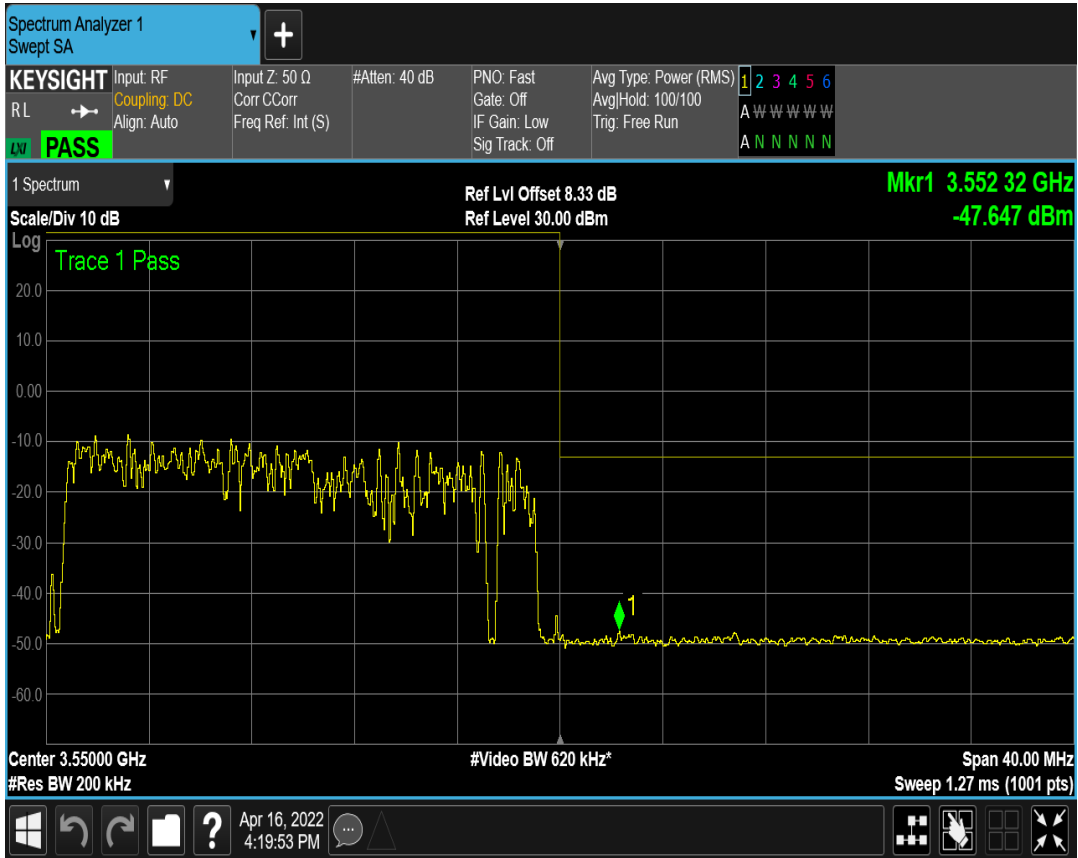 Spectrum Analyzer 1
Swept SA
+
KEYSIGHT
RL
LXI PASS
Input: RF
Coupling: DC
Align: Auto
Input Z: 50 Ω
Corr CCorr
Freq Ref: Int (S)
#Atten: 40 dB
PNO: Fast
Gate: Off
IF Gain: Low
Sig Track: Off
Avg Type: Power (RMS)
Avg|Hold: 100/100
Trig: Free Run
1 2 3 4 5 6
A W W W W W
A N N N N N
1 Spectrum
Scale/Div 10 dB
Ref Lvl Offset 8.33 dB
Ref Level 30.00 dBm
Mkr1 3.552 32 GHz
-47.647 dBm
Log
Trace 1 Pass
20.0
10.0
0.00
-10.0
-20.0
-30.0
-40.0
-50.0
-60.0
1
Center 3.55000 GHz
#Res BW 200 kHz
#Video BW 620 kHz*
Span 40.00 MHz
Sweep 1.27 ms (1001 pts)
?
Apr 16, 2022
4:19:53 PM